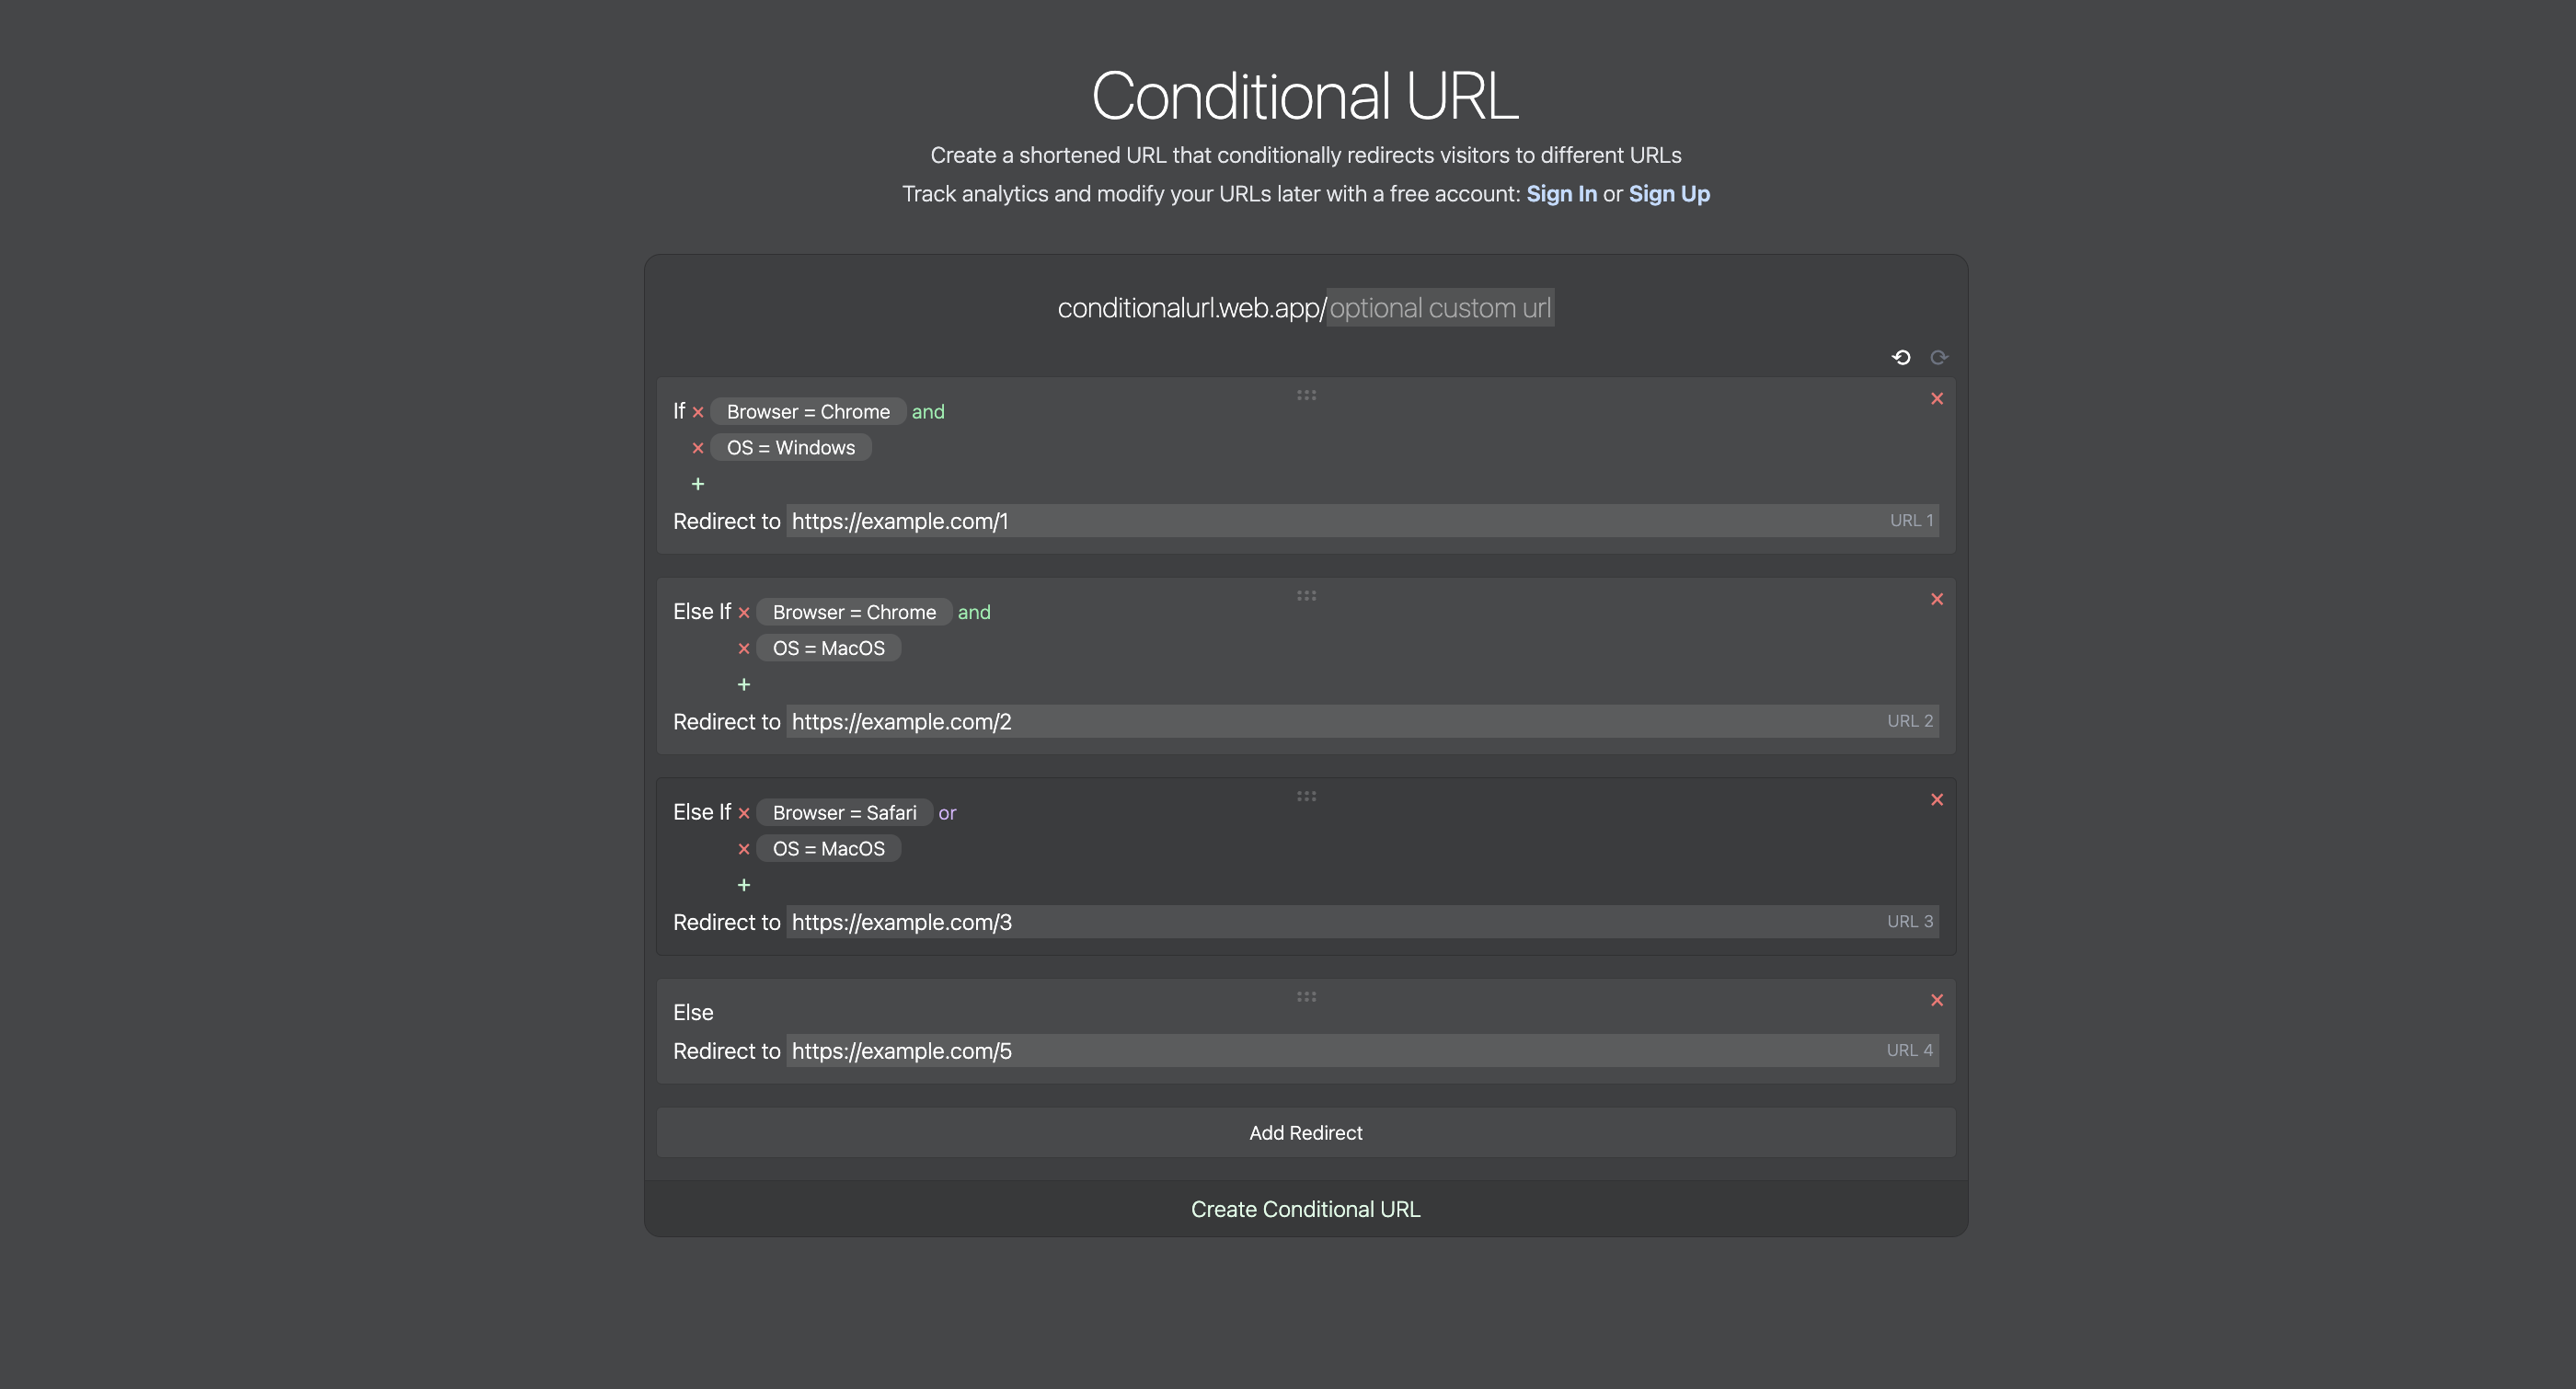 Conditional URL
Create a shortened URL that conditionally redirects visitors to different URLs
Track analytics and modify your URLs later with a free account: Sign In or Sign Up
conditionalurl.web.app/optional custom url
If × Browser = Chrome and
× OS = Windows
+
Redirect to https://example.com/1 URL 1
Else If × Browser = Chrome and
× OS = MacOS
+
Redirect to https://example.com/2 URL 2
Else If × Browser = Safari or
× OS = MacOS
+
Redirect to https://example.com/3 URL 3
Else
Redirect to https://example.com/5 URL 4
Add Redirect
Create Conditional URL